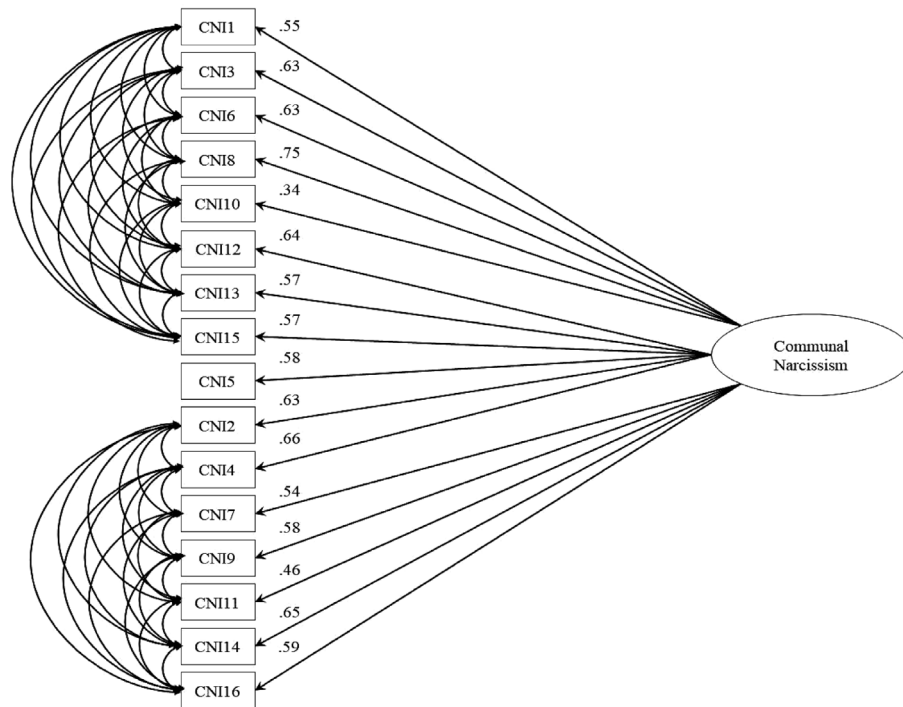 CNI1 .55
CNI3 .63
CNI6 .63
CNI8 .75
CNI10 .34
CNI12 .64
CNI13 .57
CNI15 .57
CNI5 .58
CNI2 .63
CNI4 .66
CNI7 .54
CNI9 .58
CNI11 .46
CNI14 .65
CNI16 .59
Communal
Narcissism